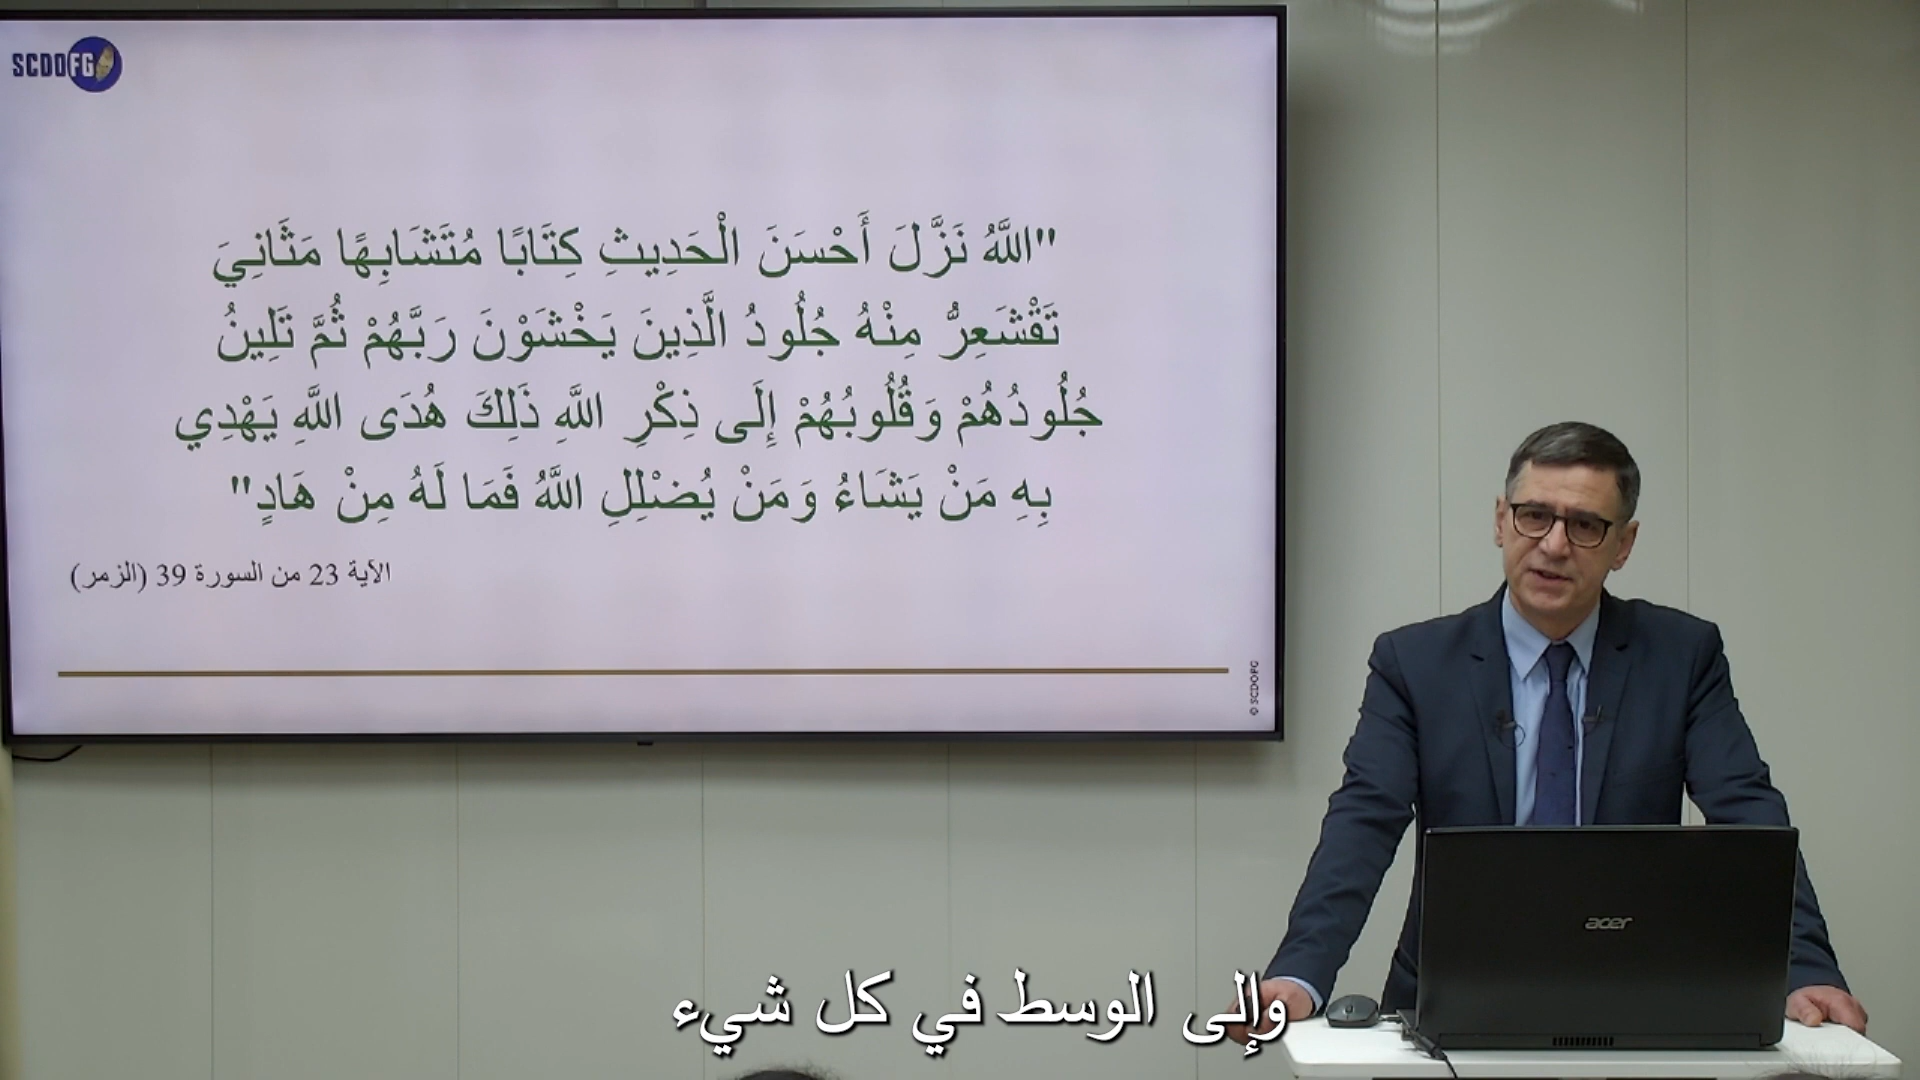 SCDOFG
"اللَّهُ نَزَّلَ أَحْسَنَ الْحَدِيثِ كِتَابًا مُتَشَابِهًا مَثَانِيَ
تَقْشَعِرُّ مِنْهُ جُلُودُ الَّذِينَ يَخْشَوْنَ رَبَّهُمْ ثُمَّ تَلِينُ
جُلُودُهُمْ وَقُلُوبُهُمْ إِلَى ذِكْرِ اللَّهِ ذَلِكَ هُدَى اللَّهِ يَهْدِي
بِهِ مَنْ يَشَاءُ وَمَنْ يُضْلِلِ اللَّهُ فَمَا لَهُ مِنْ هَادٍ"
الآية 23 من السورة 39 (الزمر)
© SCDOFG
acer
وإلى الوسط في كل شيء